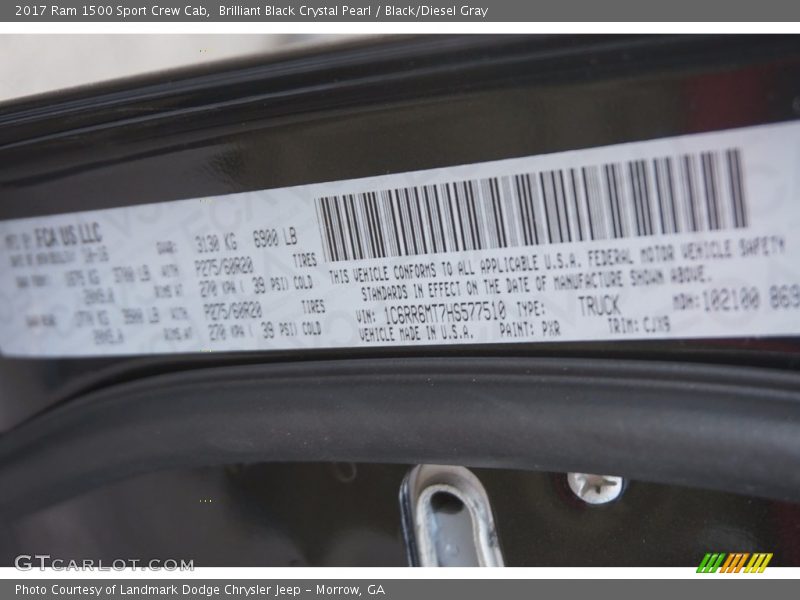 2017 Ram 1500 Sport Crew Cab,  Brilliant Black Crystal Pearl / Black/Diesel Gray
FCA US LLC
3130 KG 6900 LB
P275/60R20 TIRES
270 KPA ( 39 PSI) COLD
P275/60R20 TIRES
270 KPA ( 39 PSI) COLD
THIS VEHICLE CONFORMS TO ALL APPLICABLE U.S.A. FEDERAL MOTOR VEHICLE SAFETY
STANDARDS IN EFFECT ON THE DATE OF MANUFACTURE SHOWN ABOVE.
VIN: 1C6RR6MT7HS577510 TYPE: TRUCK MDH: 102100 069
VEHICLE MADE IN U.S.A. PAINT: PXR TRIM: CJX9
GTCARLOT.COM
Photo Courtesy of Landmark Dodge Chrysler Jeep - Morrow, GA